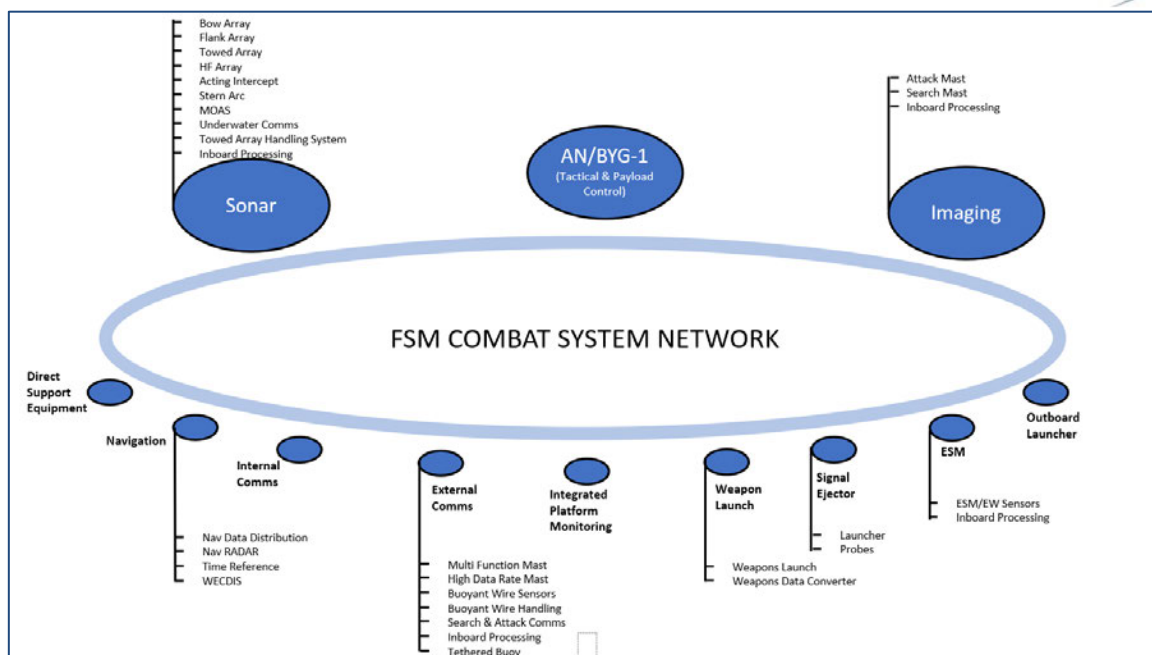 Bow Array
Flank Array
Towed Array
HF Array
Acting Intercept
Stern Arc
MOAS
Underwater Comms
Towed Array Handling System
Inboard Processing
Sonar
AN/BYG-1
(Tactical & Payload
Control)
Attack Mast
Search Mast
Inboard Processing
Imaging
FSM COMBAT SYSTEM NETWORK
Direct
Support
Equipment
Navigation
Nav Data Distribution
Nav RADAR
Time Reference
WECDIS
Internal
Comms
External
Comms
Multi Function Mast
High Data Rate Mast
Buoyant Wire Sensors
Buoyant Wire Handling
Search & Attack Comms
Inboard Processing
Tethered Buoy
Integrated
Platform
Monitoring
Weapon
Launch
Weapons Launch
Weapons Data Converter
Signal
Ejector
Launcher
Probes
ESM
ESM/EW Sensors
Inboard Processing
Outboard
Launcher